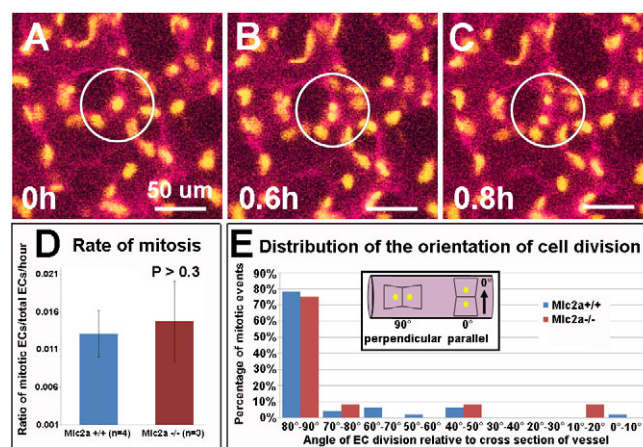 A
B
C
0h
50 um
0.6h
0.8h
D Rate of mitosis
P > 0.3
Ratio of mitotic ECs/total ECs/hour
0.021
0.016
0.011
0.006
0.001
Mlc2a +/+ (n=4)
Mlc2a -/- (n=3)
E Distribution of the orientation of cell division
Percentage of mitotic events
90%
80%
70%
60%
50%
40%
30%
20%
10%
0%
0°
90° 0°
perpendicular parallel
Mlc2a+/+
Mlc2a-/-
80°-90° 70°-80° 60°-70° 50°-60° 40°-50° 30°-40° 20°-30° 10°-20° 0°-10°
Angle of EC division relative to cross section of vessel